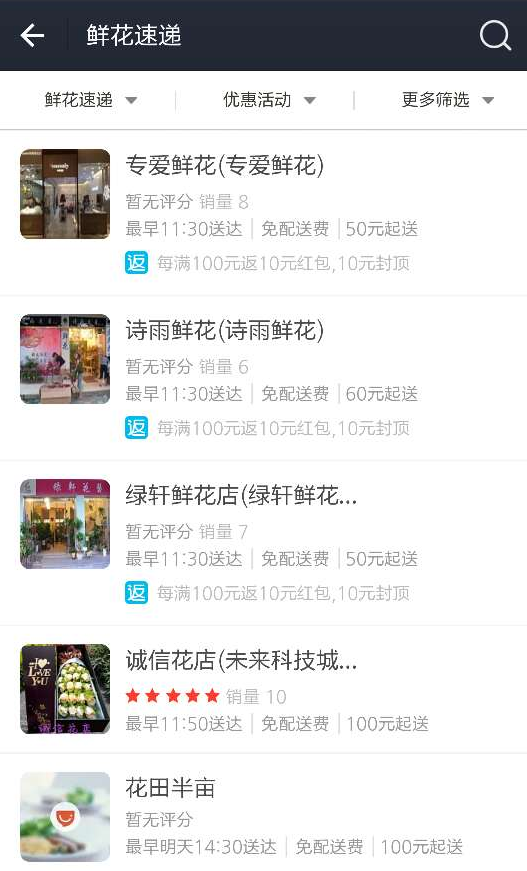 鲜花速递
鲜花速递 优惠活动 更多筛选
专爱鲜花(专爱鲜花)
暂无评分 销量 8
最早11:30送达 免配送费 50元起送
返 每满100元返10元红包,10元封顶
诗雨鲜花(诗雨鲜花)
暂无评分 销量 6
最早11:30送达 免配送费 60元起送
返 每满100元返10元红包,10元封顶
绿轩鲜花店(绿轩鲜花...
暂无评分 销量 7
最早11:30送达 免配送费 50元起送
返 每满100元返10元红包,10元封顶
诚信花店(未来科技城...
销量 10
最早11:50送达 免配送费 100元起送
I LOVE YOU
诚信花店
花田半亩
暂无评分
最早明天14:30送达 免配送费 100元起送